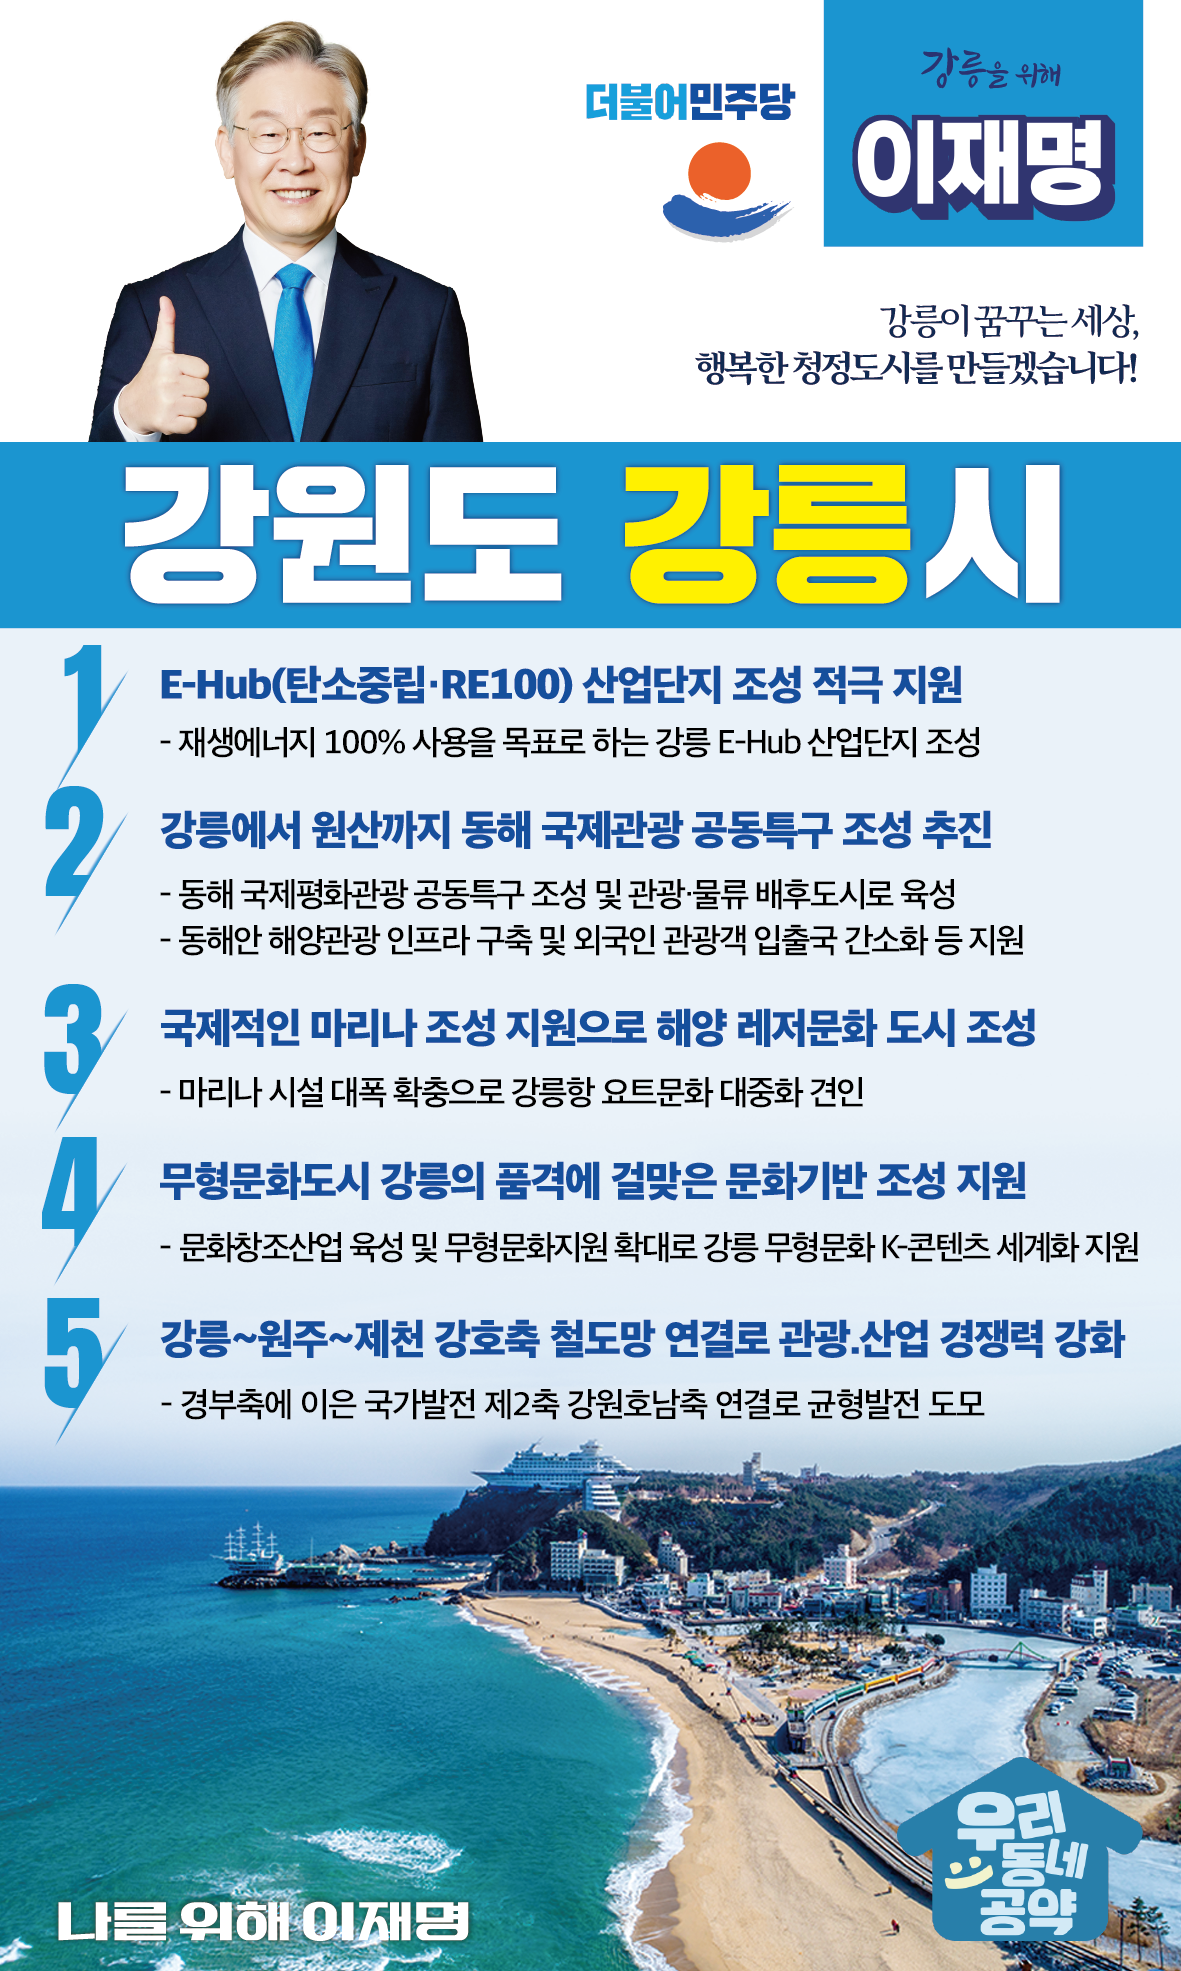 더불어민주당
강릉을 위해
이재명
강릉이 꿈꾸는 세상,
행복한 청정도시를 만들겠습니다!
강원도 강릉시
1
E-Hub(탄소중립·RE100) 산업단지 조성 적극 지원
- 재생에너지 100% 사용을 목표로 하는 강릉 E-Hub 산업단지 조성
2
강릉에서 원산까지 동해 국제관광 공동특구 조성 추진
- 동해 국제평화관광 공동특구 조성 및 관광·물류 배후도시로 육성
- 동해안 해양관광 인프라 구축 및 외국인 관광객 입출국 간소화 등 지원
3
국제적인 마리나 조성 지원으로 해양 레저문화 도시 조성
- 마리나 시설 대폭 확충으로 강릉항 요트문화 대중화 견인
4
무형문화도시 강릉의 품격에 걸맞은 문화기반 조성 지원
- 문화창조산업 육성 및 무형문화지원 확대로 강릉 무형문화 K-콘텐츠 세계화 지원
5
강릉~원주~제천 강호축 철도망 연결로 관광.산업 경쟁력 강화
- 경부축에 이은 국가발전 제2축 강원호남축 연결로 균형발전 도모
우리
동네
공약
나를 위해 이재명